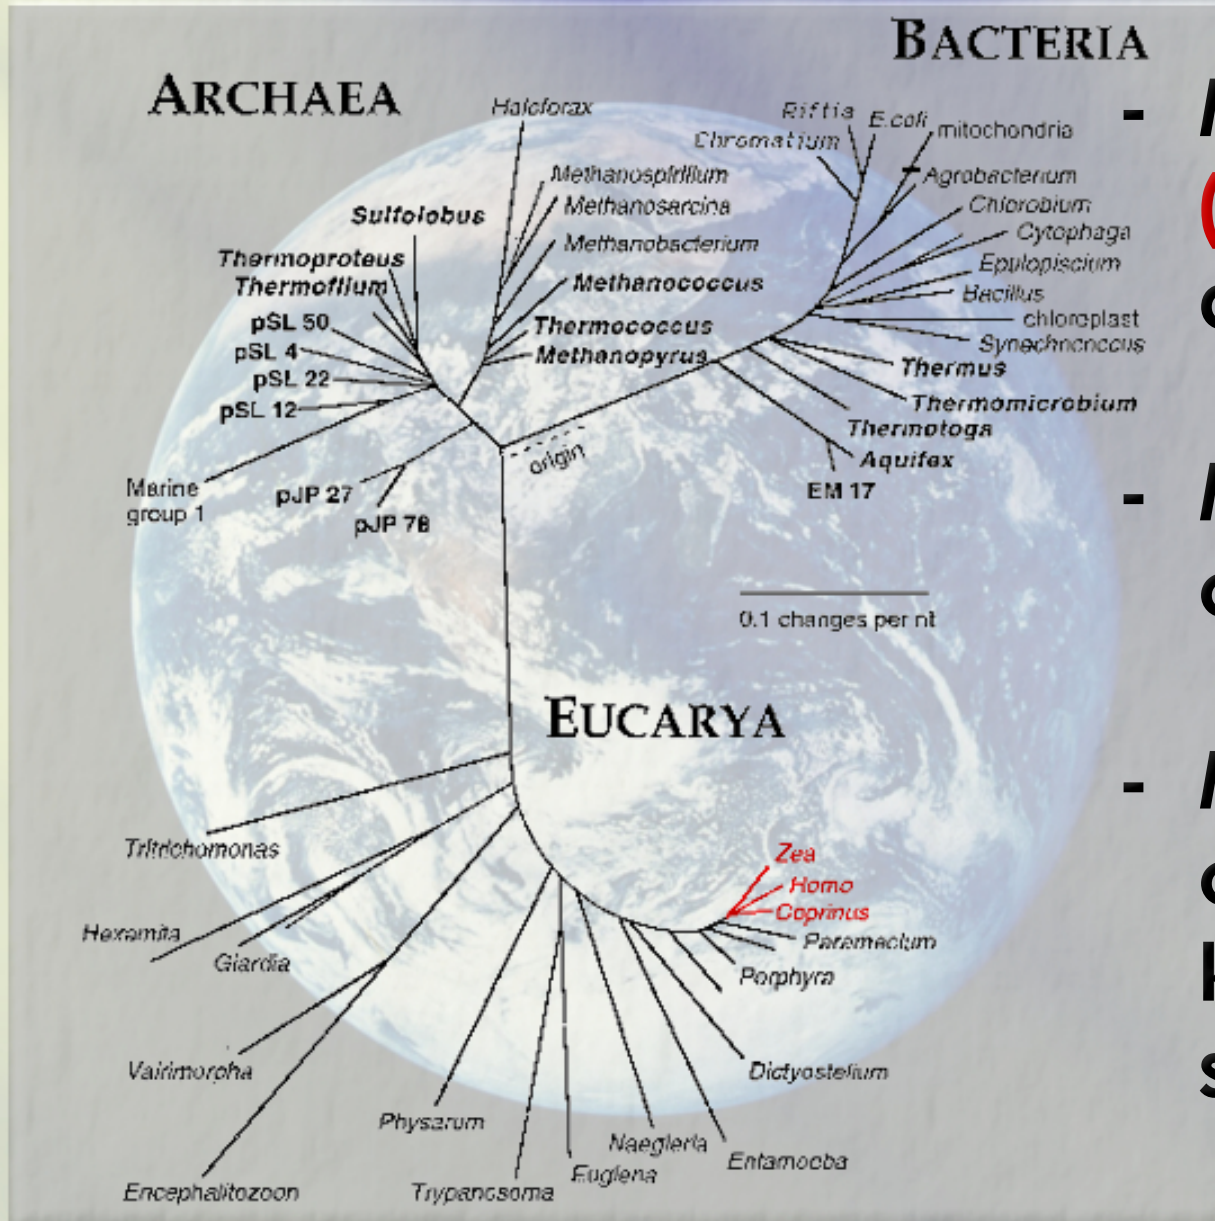 BACTERIA
ARCHAEA
Haloforax
Riftia
E.coli
mitochondria
Chromatium
Methanospirillum
Agrobacterium
Methanosarcina
Chlorobium
Sulfolobus
Cytophaga
Methanobacterium
Thermoproteus
Epulopiscium
Thermofilum
Methanococcus
Bacillus
pSL 50
Thermococcus
chloroplast
pSL 4
Methanopyrus
Synechococcus
pSL 22
Thermus
pSL 12
Thermomicrobium
Thermotoga
origin
Aquifex
Marine
group 1
pJP 27
EM 17
pJP 78
0.1 changes per nt
EUCARYA
Tritrichomonas
Zea
Homo
Coprinus
Hexamita
Paramecium
Giardia
Porphyra
Vairimorpha
Dictyostelium
Physarum
Naegleria
Entamoeba
Euglena
Encephalitozoon
Trypanosoma